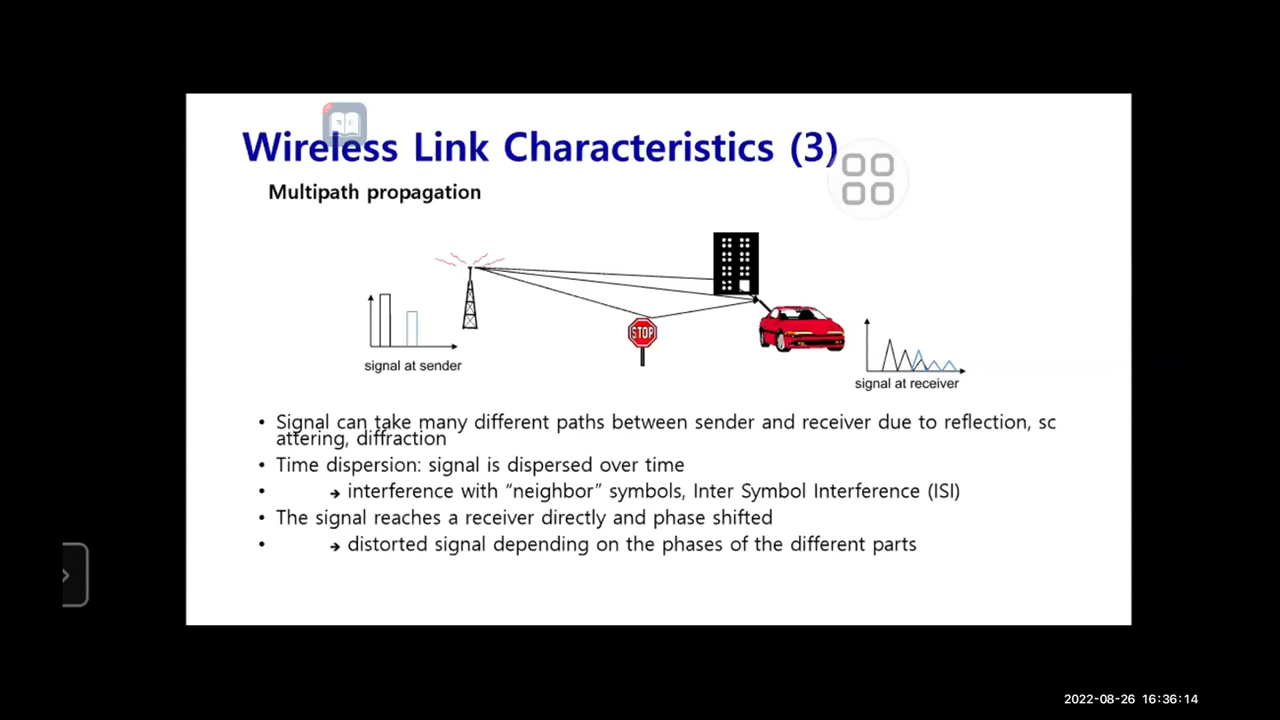 Wireless Link Characteristics (3)
Multipath propagation
STOP
signal at sender
signal at receiver
• Signal can take many different paths between sender and receiver due to reflection, sc
attering, diffraction
• Time dispersion: signal is dispersed over time
• ➔ interference with “neighbor” symbols, Inter Symbol Interference (ISI)
• The signal reaches a receiver directly and phase shifted
• ➔ distorted signal depending on the phases of the different parts
2022-08-26 16:36:14